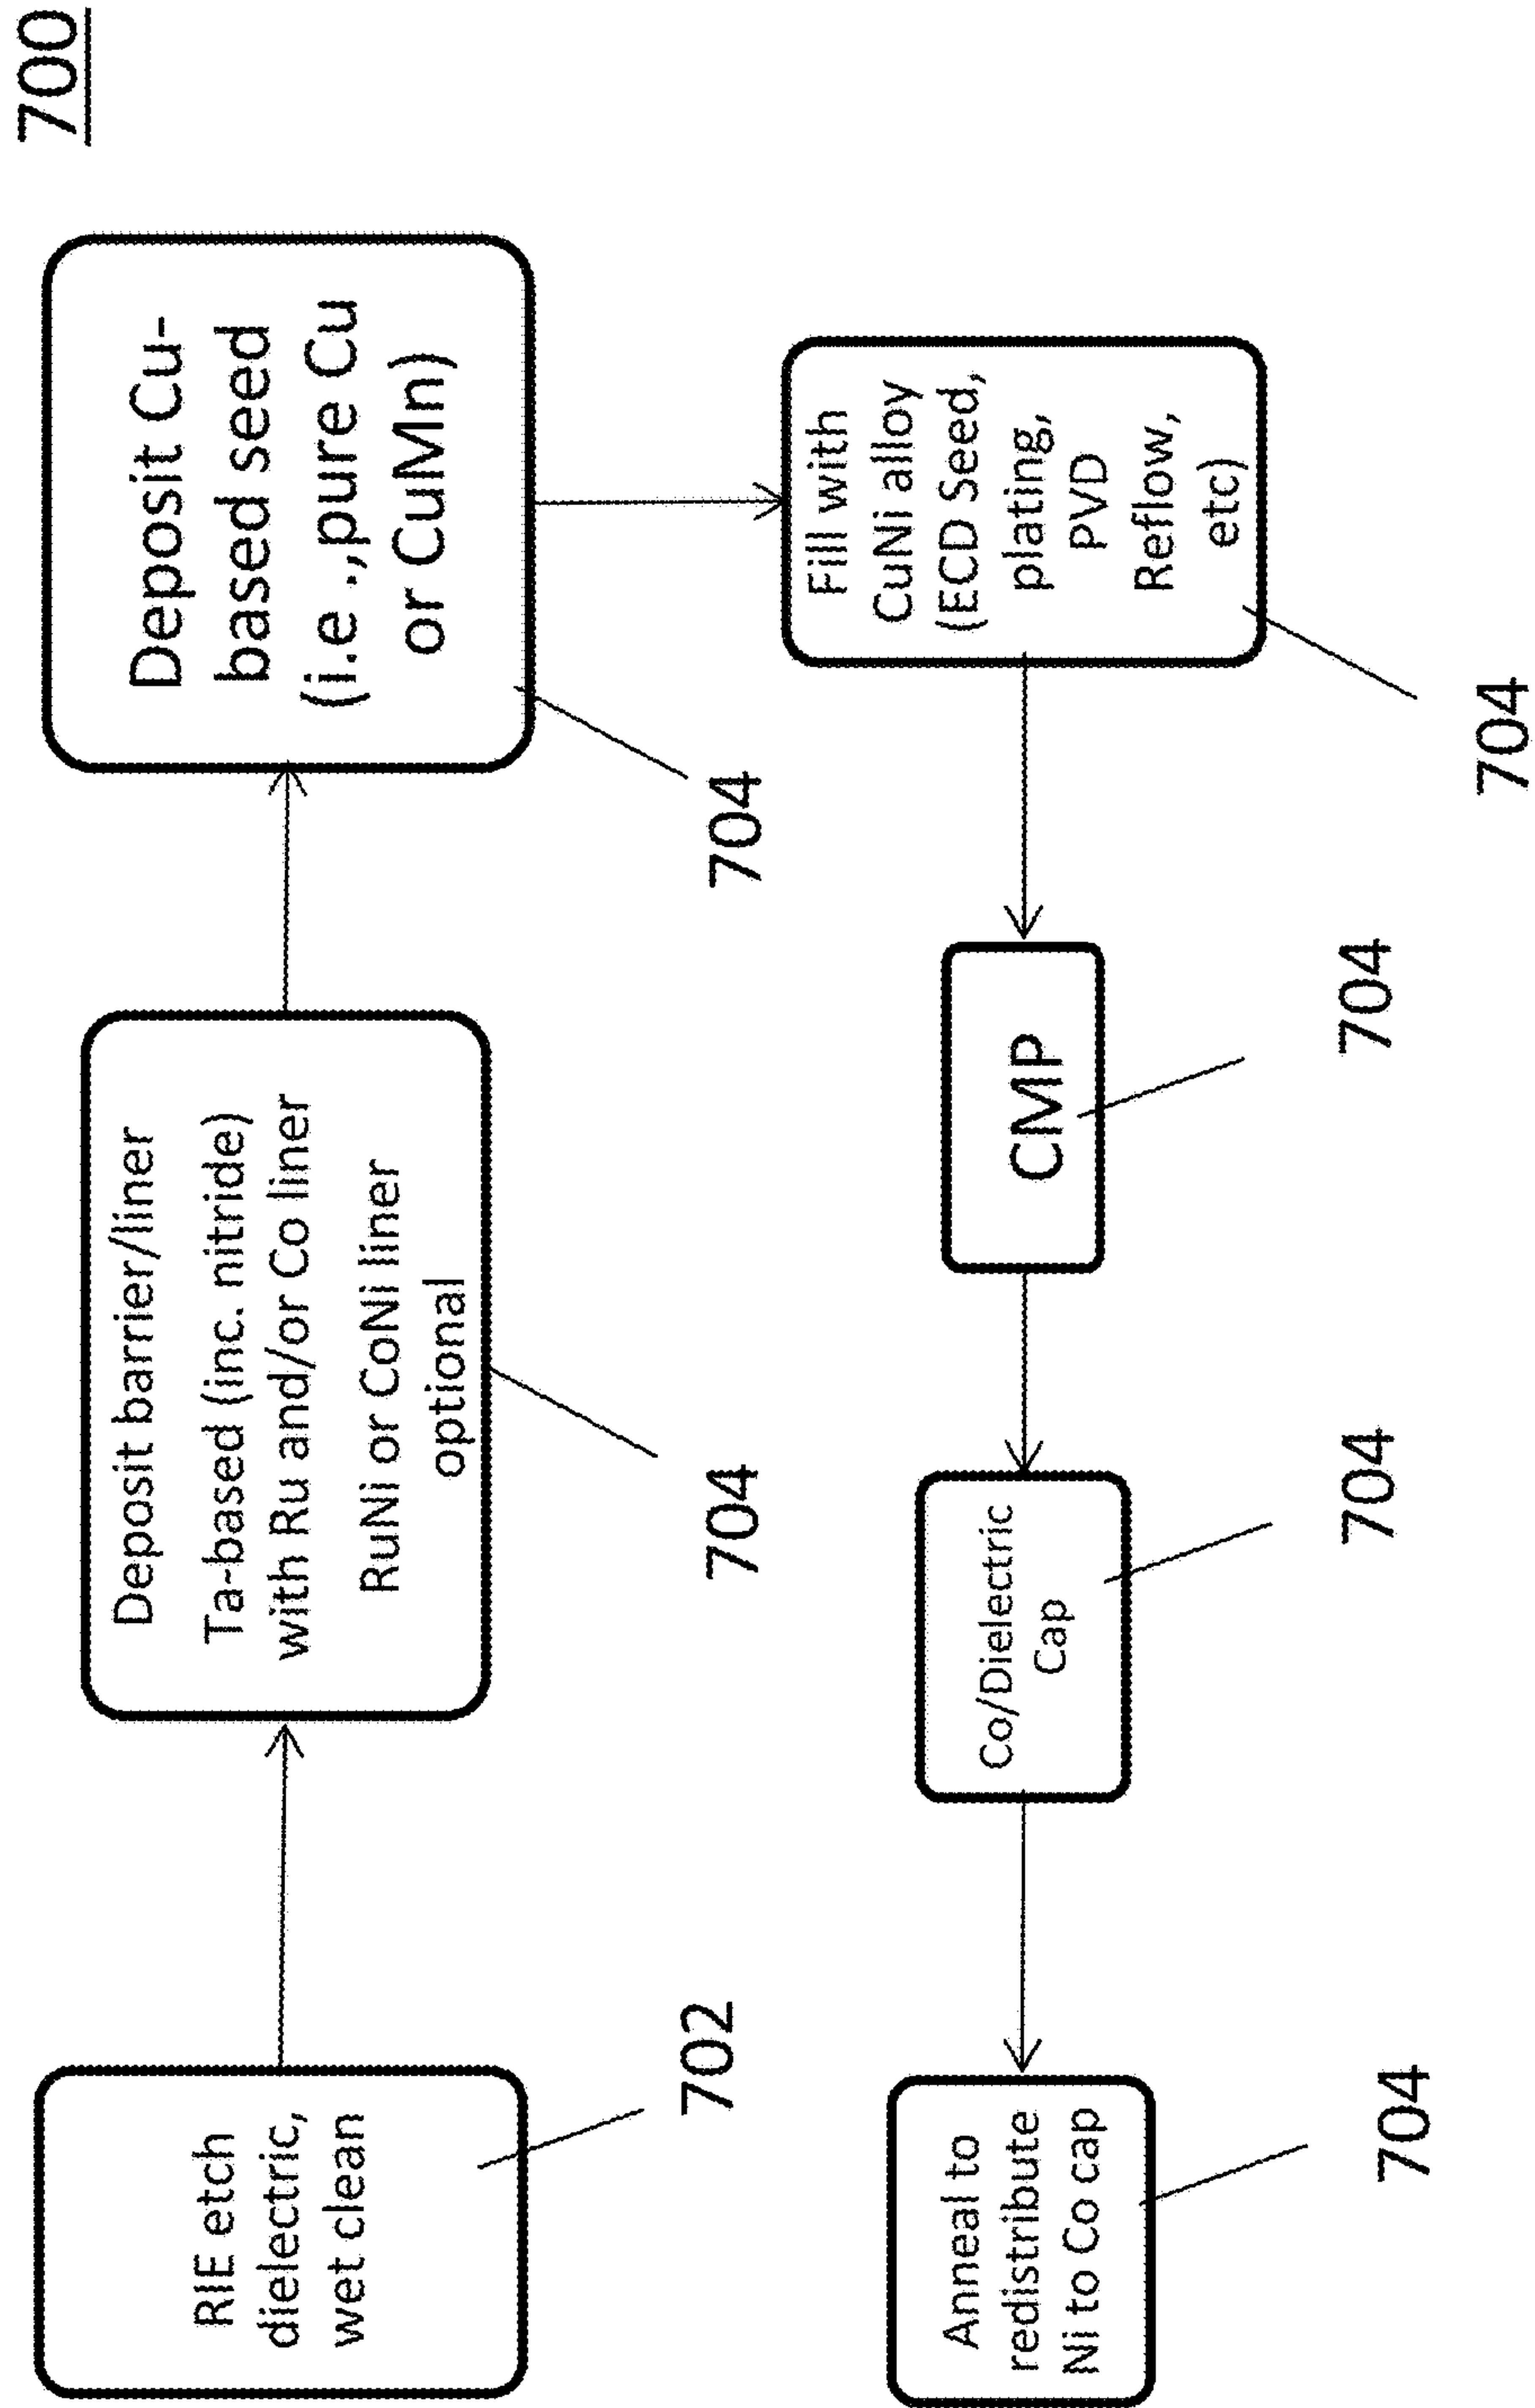 700
RIE etch
dielectric,
wet clean
702
Deposit barrier/liner
Ta-based (inc. nitride)
with Ru and/or Co liner
RuNi or CoNi liner
optional
704
Deposit Cu-
based seed
(i.e .,pure Cu
or CuMn)
704
Fill with
CuNi alloy
(ECD Seed,
plating,
PVD
Reflow,
etc)
704
CMP
704
Co/Dielectric
Cap
704
Anneal to
redistribute
Ni to Co cap
704